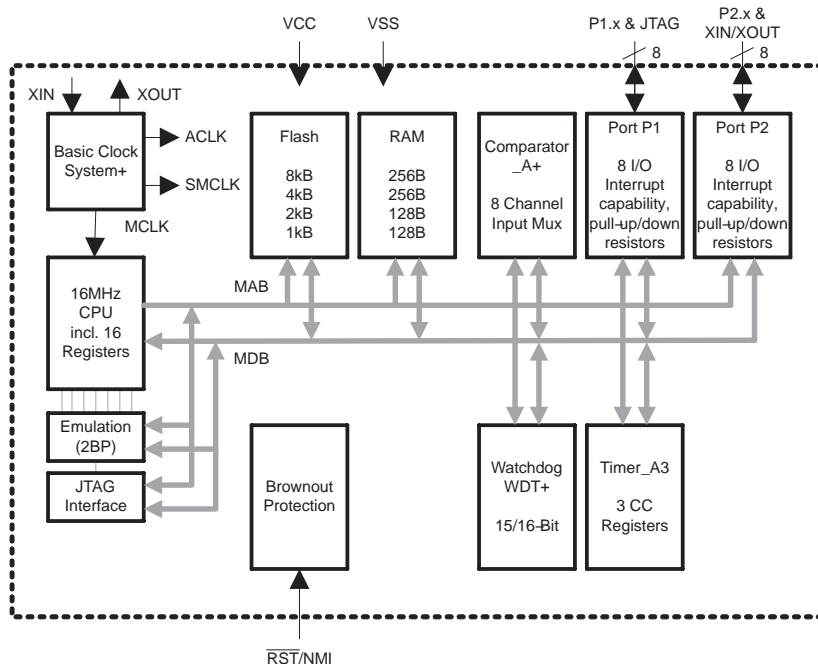 VCC
VSS
P1.x & JTAG
8
P2.x &
XIN/XOUT
8
XIN
XOUT
Basic Clock
System+
ACLK
SMCLK
MCLK
Flash
8kB
4kB
2kB
1kB
RAM
256B
256B
128B
128B
Comparator
_A+
8 Channel
Input Mux
Port P1
8 I/O
Interrupt
capability,
pull-up/down
resistors
Port P2
8 I/O
Interrupt
capability,
pull-up/down
resistors
16MHz
CPU
incl. 16
Registers
MAB
MDB
Emulation
(2BP)
JTAG
Interface
Brownout
Protection
Watchdog
WDT+
15/16-Bit
Timer_A3
3 CC
Registers
RST/NMI